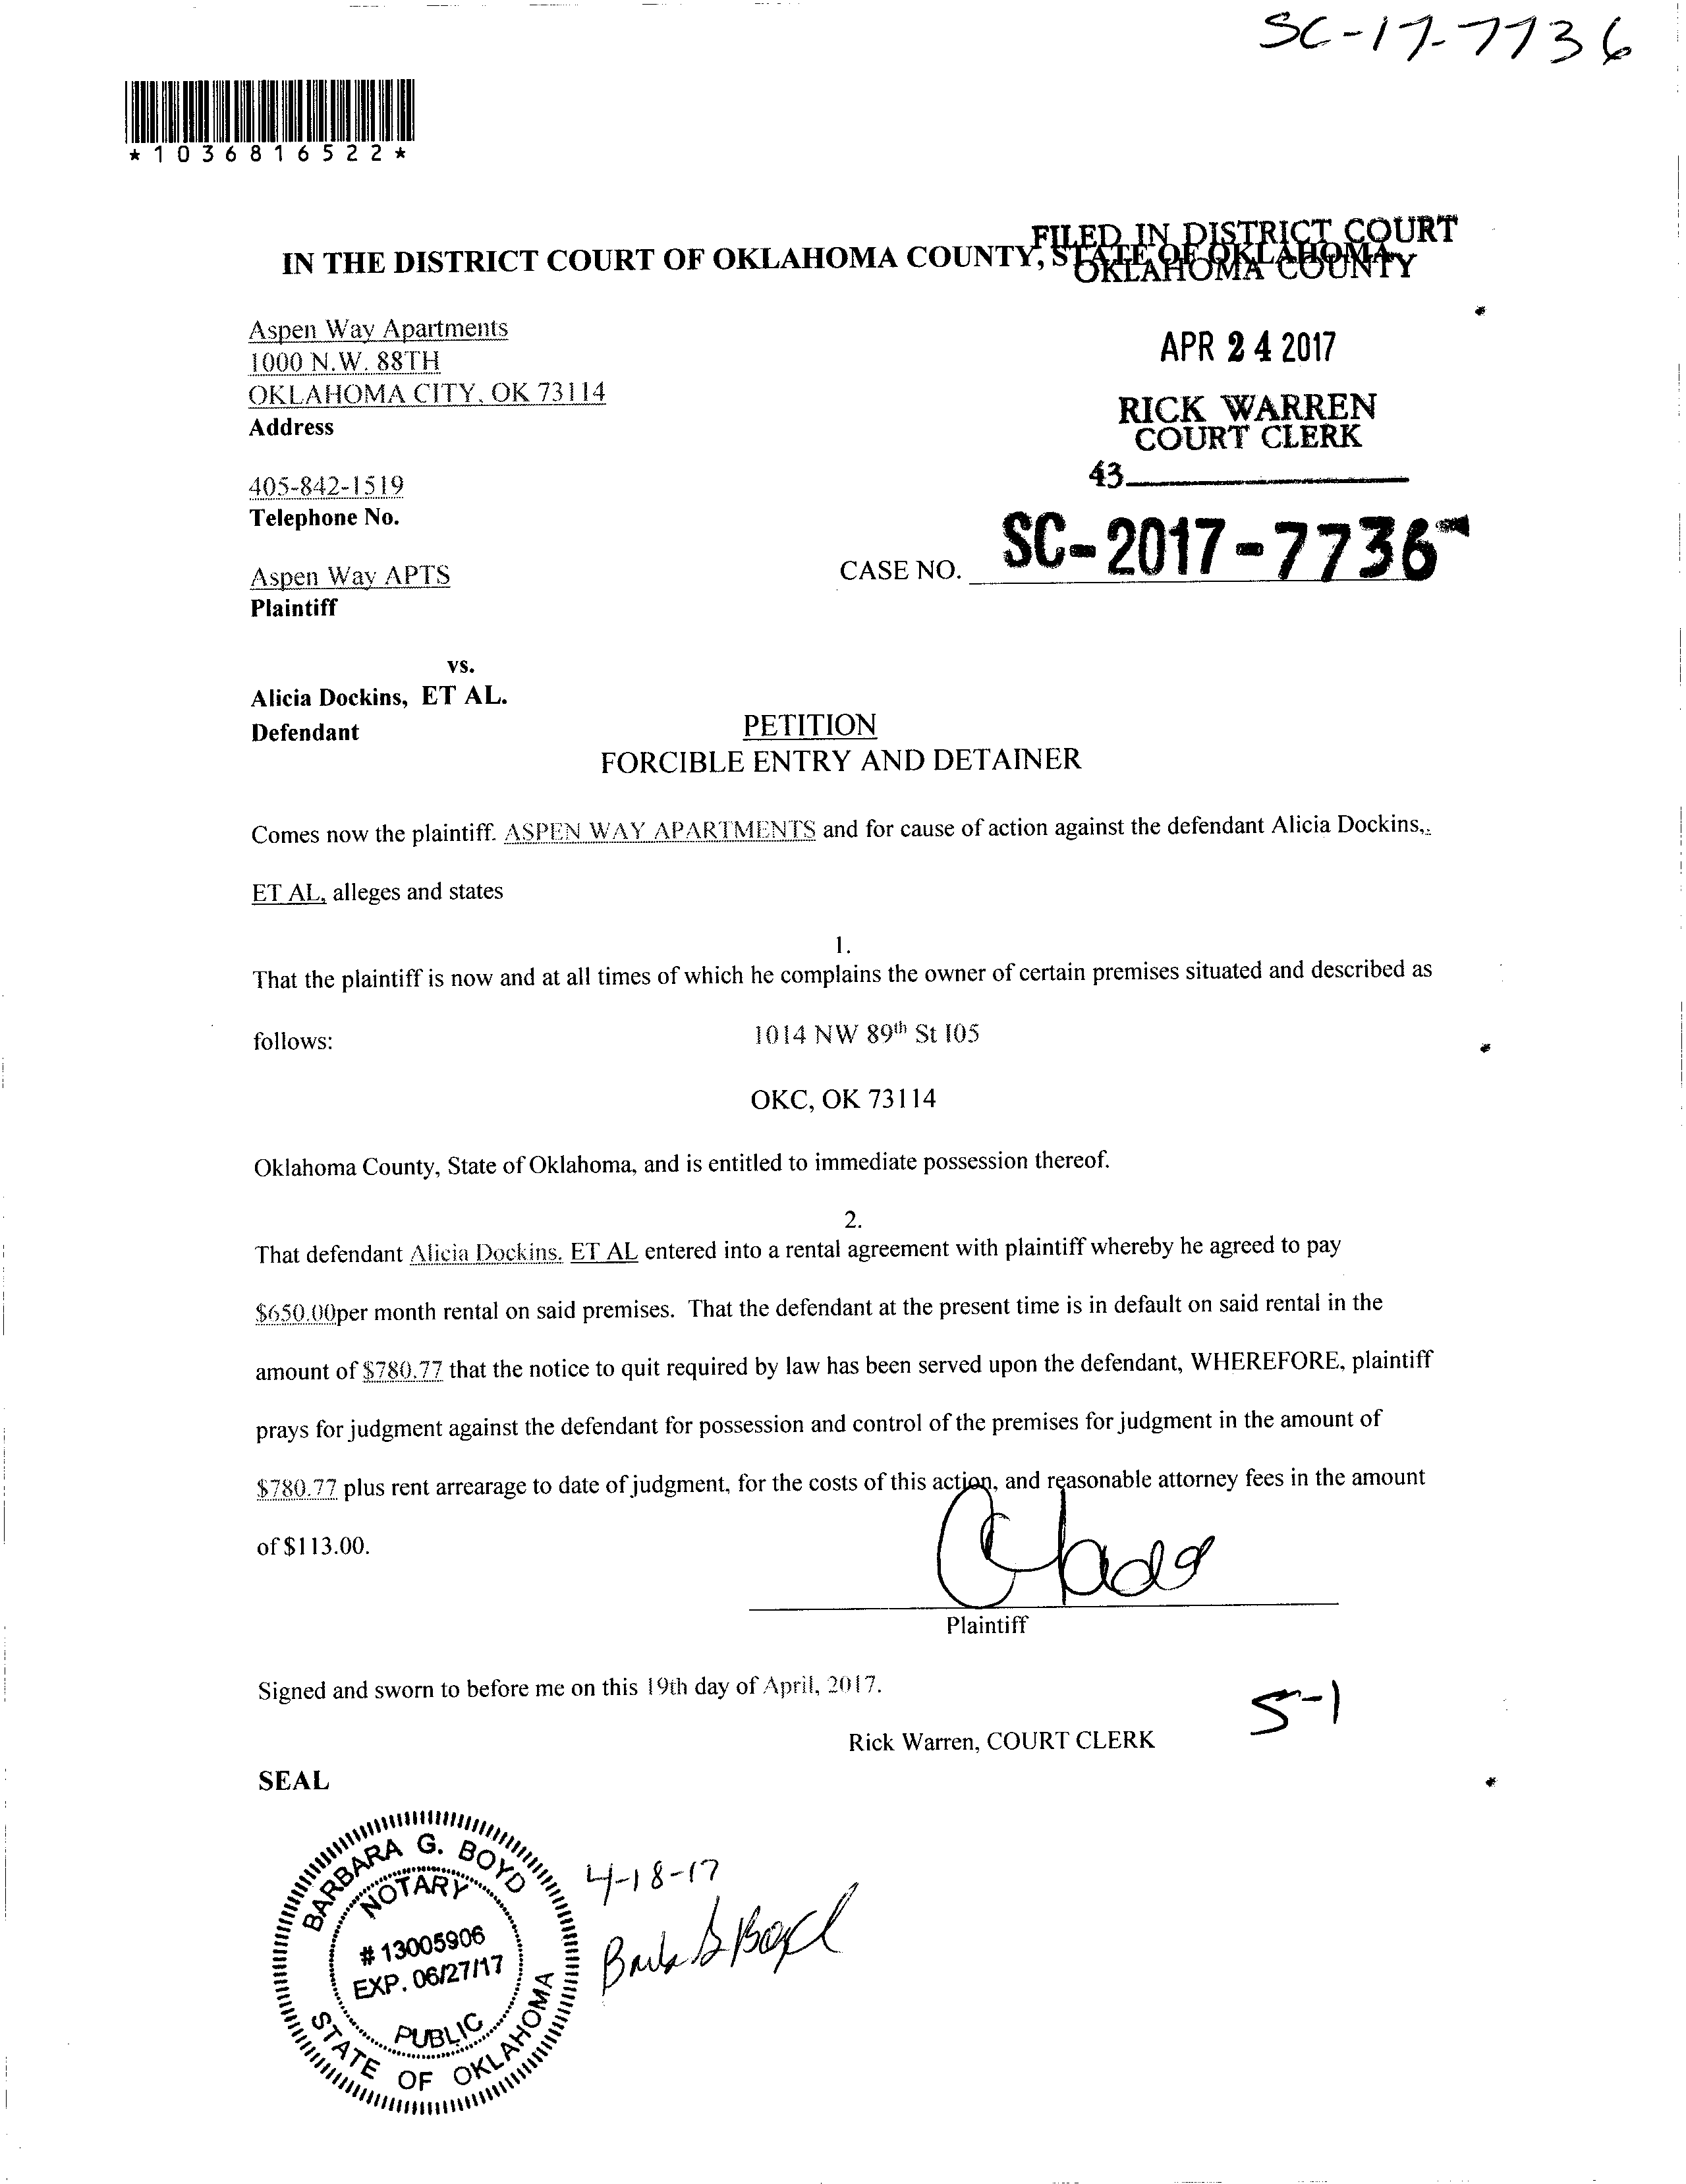 SC-17-7736
*1036816522*
FILED IN DISTRICT COURT
OKLAHOMA COUNTY
IN THE DISTRICT COURT OF OKLAHOMA COUNTY, STATE OF OKLAHOMA
Aspen Way Apartments
1000 N.W. 88TH
OKLAHOMA CITY, OK 73114
Address
APR 24 2017
RICK WARREN
COURT CLERK
43
405-842-1519
Telephone No.
Aspen Way APTS
Plaintiff
CASE NO. SC-2017-7736
vs.
Alicia Dockins, ET AL.
Defendant
PETITION
FORCIBLE ENTRY AND DETAINER
Comes now the plaintiff. ASPEN WAY APARTMENTS and for cause of action against the defendant Alicia Dockins,.
ET AL, alleges and states
1.
That the plaintiff is now and at all times of which he complains the owner of certain premises situated and described as
follows: 1014 NW 89th St I05
OKC, OK 73114
Oklahoma County, State of Oklahoma, and is entitled to immediate possession thereof.
2.
That defendant Alicia Dockins. ET AL entered into a rental agreement with plaintiff whereby he agreed to pay
$650.00per month rental on said premises. That the defendant at the present time is in default on said rental in the
amount of $780.77 that the notice to quit required by law has been served upon the defendant, WHEREFORE, plaintiff
prays for judgment against the defendant for possession and control of the premises for judgment in the amount of
$780.77 plus rent arrearage to date of judgment, for the costs of this action, and reasonable attorney fees in the amount
of $113.00.
Plaintiff
Signed and sworn to before me on this 19th day of April, 2017.
5-1
Rick Warren, COURT CLERK
SEAL
BARBARA G. BOYD
NOTARY
# 13005906
EXP. 06/27/17
PUBLIC
STATE OF OKLAHOMA
4-18-17